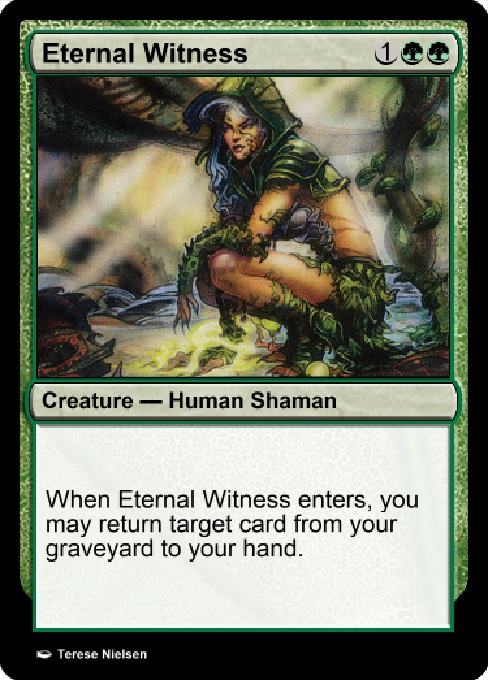 Eternal Witness 1
Creature — Human Shaman
When Eternal Witness enters, you
may return target card from your
graveyard to your hand.
Terese Nielsen